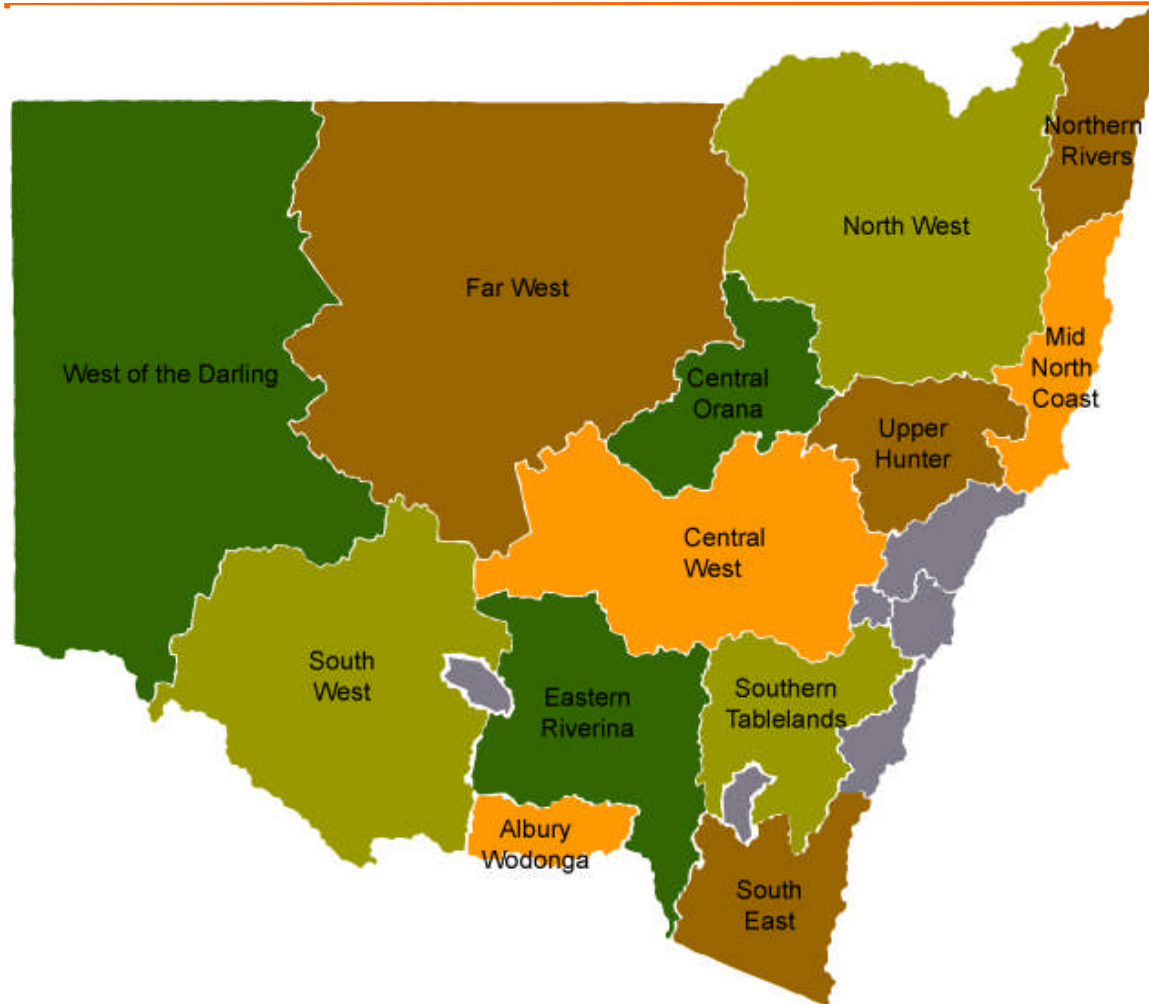 Northern
Rivers
North West
Far West
Mid
North
Coast
West of the Darling
Central
Orana
Upper
Hunter
Central
West
South
West
Southern
Tablelands
Eastern
Riverina
Albury
Wodonga
South
East